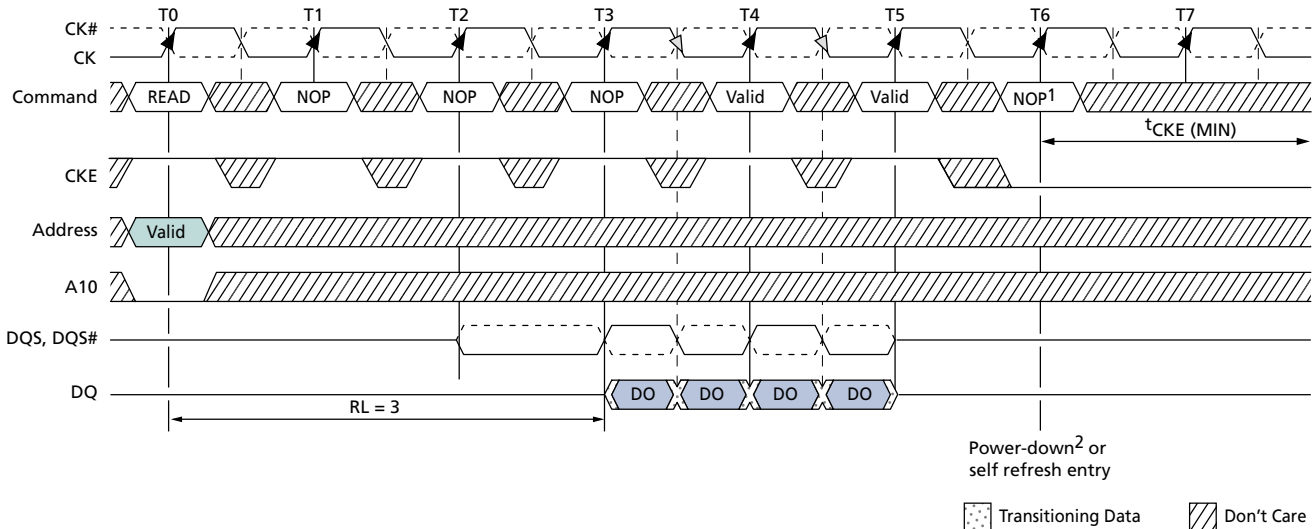 T0 T1 T2 T3 T4 T5 T6 T7
CK#
CK
Command READ NOP NOP NOP Valid Valid NOP1
tCKE (MIN)
CKE
Address Valid
A10
DQS, DQS#
DQ DO DO DO DO
RL = 3
Power-down2 or
self refresh entry
Transitioning Data Don't Care